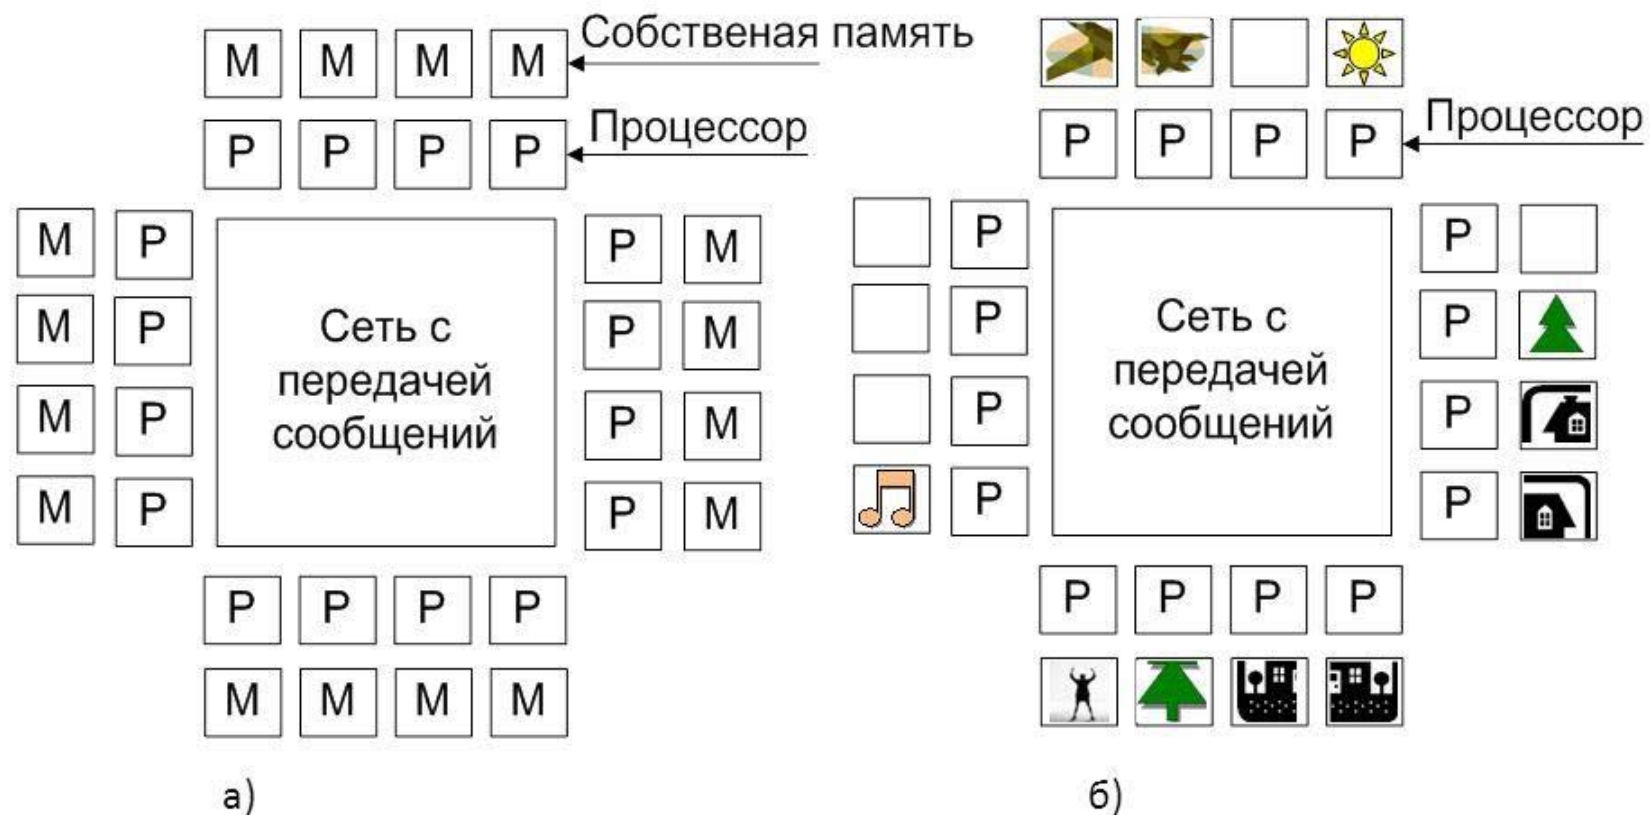 М М М М Собственая память
Р Р Р Р Процессор
М Р Р М
М Р Р М
М Р Р М
М Р Р М
Сеть с
передачей
сообщений
Р Р Р Р
М М М М
а)
Р Р Р Р Процессор
Р Р
Р Р
Р Р
Р Р
Сеть с
передачей
сообщений
Р Р Р Р
б)